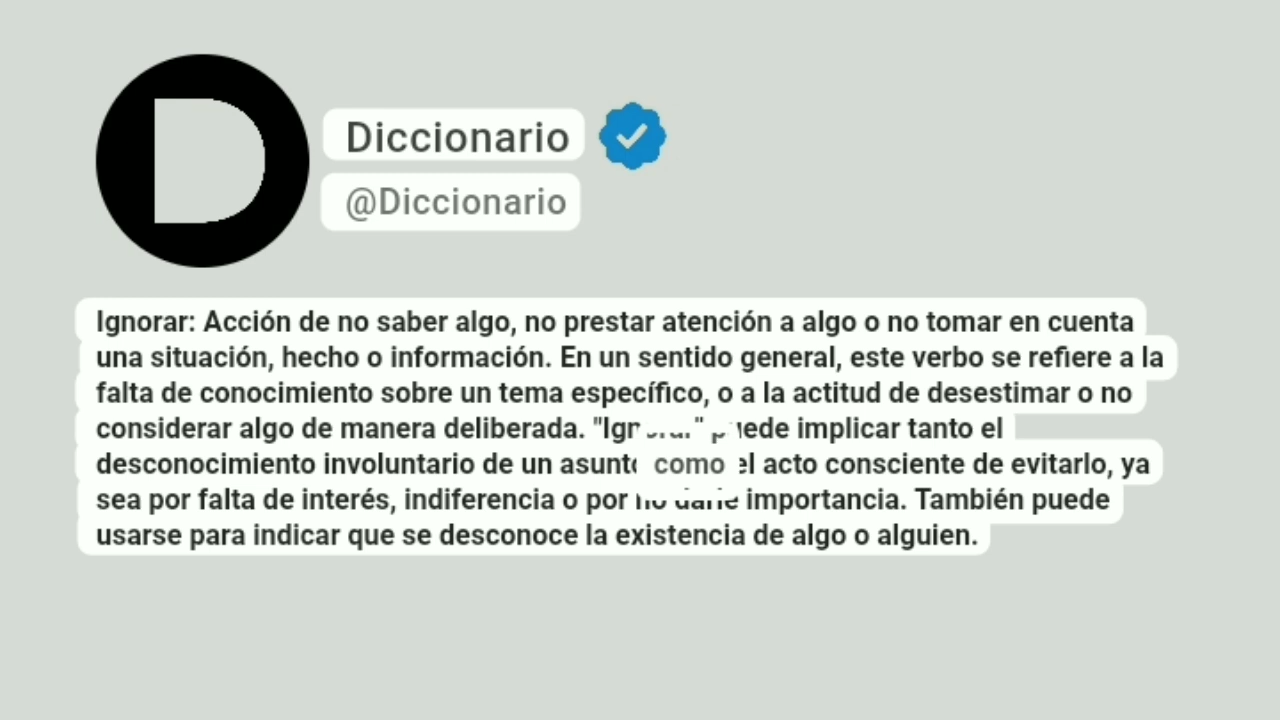 D
Diccionario
@Diccionario
Ignorar: Acción de no saber algo, no prestar atención a algo o no tomar en cuenta
una situación, hecho o información. En un sentido general, este verbo se refiere a la
falta de conocimiento sobre un tema específico, o a la actitud de desestimar o no
considerar algo de manera deliberada. "Ignorar" puede implicar tanto el
desconocimiento involuntario de un asunto como el acto consciente de evitarlo, ya
sea por falta de interés, indiferencia o por no darle importancia. También puede
usarse para indicar que se desconoce la existencia de algo o alguien.